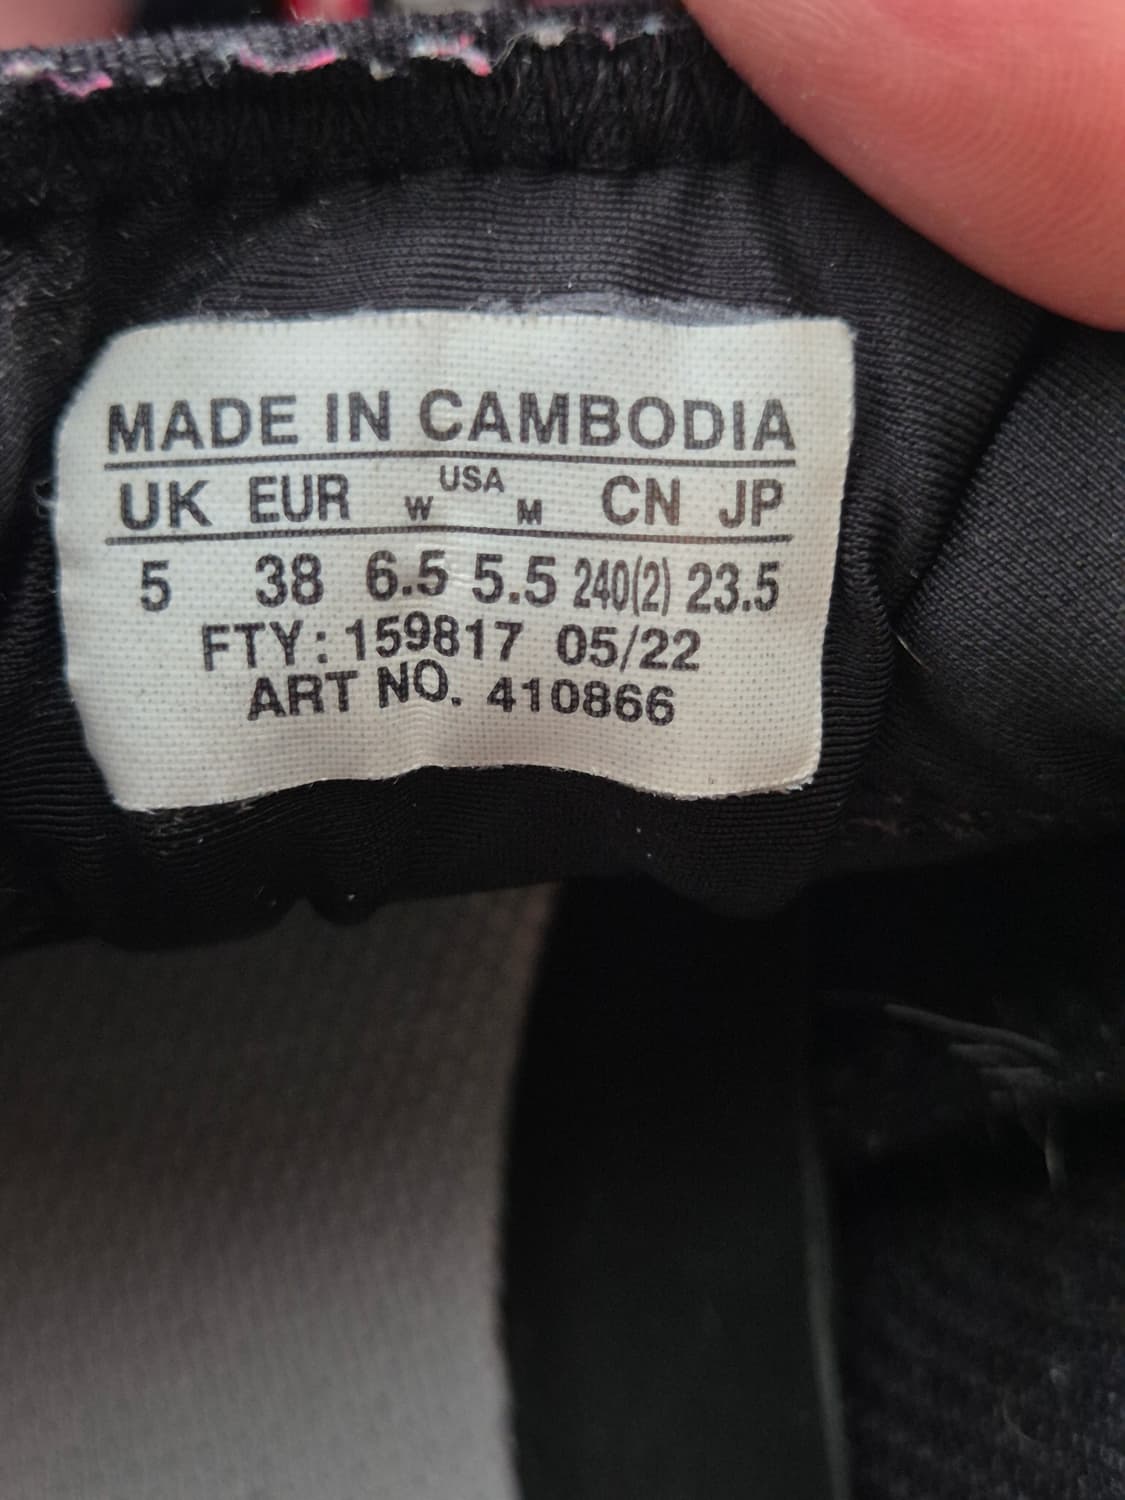 MADE IN CAMBODIA
UK EUR W USA M CN JP
5 38 6.5 5.5 240(2) 23.5
FTY: 159817 05/22
ART NO. 410866